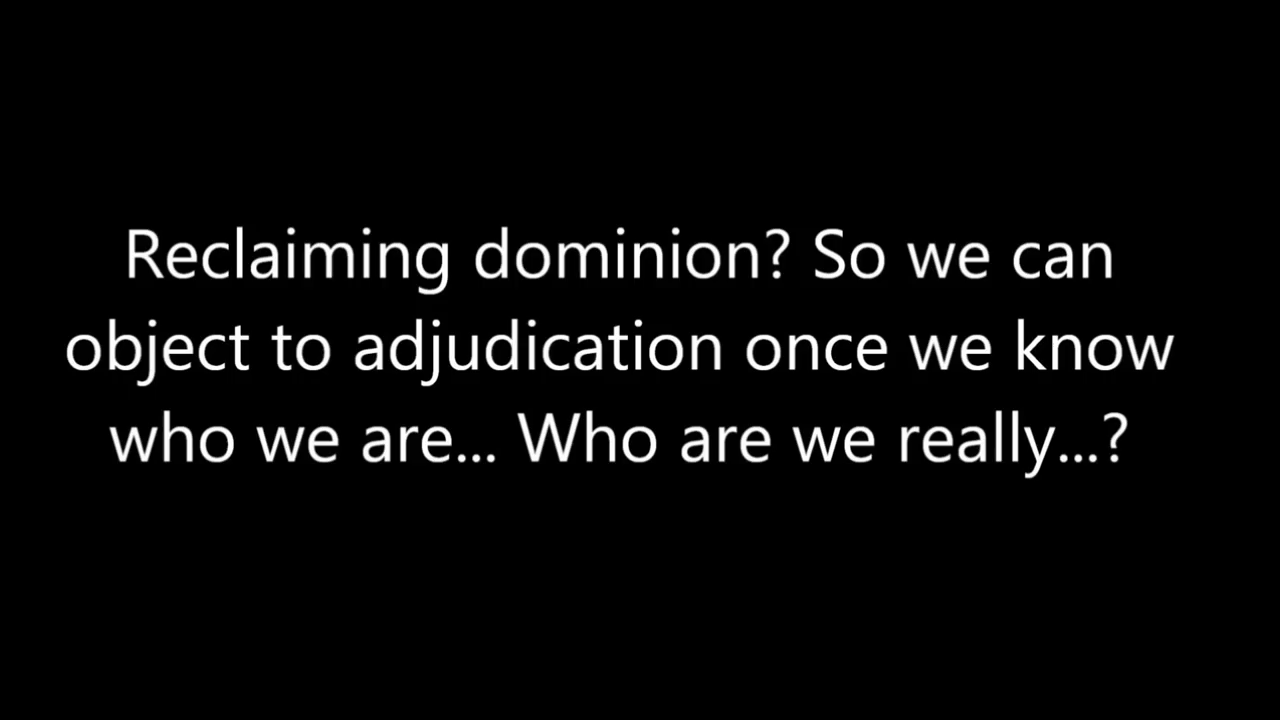 Reclaiming dominion? So we can
object to adjudication once we know
who we are... Who are we really...?